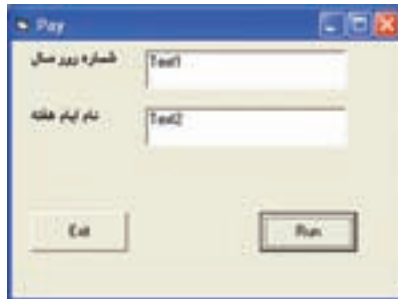 Pay
شماره روز سال
Text1
نام ایام هفته
Text2
Exit
Run